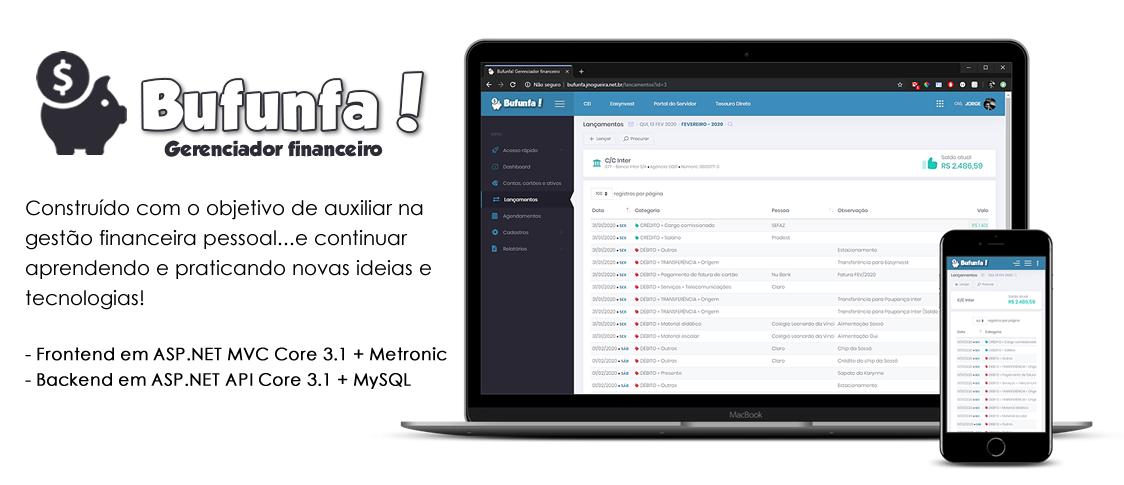 $
Bufunfa!
Gerenciador financeiro
Construído com o objetivo de auxiliar na
gestão financeira pessoal...e continuar
aprendendo e praticando novas ideias e
tecnologias!
- Frontend em ASP.NET MVC Core 3.1 + Metronic
- Backend em ASP.NET API Core 3.1 + MySQL
Bufunfa! Gerenciador financeiro
Não seguro | bufunfa.jnogueira.net.br/lancamentos?id=3
Bufunfa! CEI Easynvest Portal do Servidor Tesouro Direto Olá, JORGE
MENU
Acesso rápido
Dashboard
Contas, cartões e ativos
Lançamentos
Agendamentos
Cadastros
Relatórios
Lançamentos QUI, 13 FEV 2020 FEVEREIRO - 2020
+ Lançar Procurar
C/C Inter
Saldo atual
R$ 2.486,59
100 registros por página
Data Categoria Pessoa Observação Valo
31/01/2020 • SEX CRÉDITO » Cargo comissionado SEFAZ
31/01/2020 • SEX CRÉDITO » Salário Prodest
31/01/2020 • SEX DÉBITO » Outros Estacionamento
31/01/2020 • SEX DÉBITO » TRANSFERÊNCIA » Origem Transferência para Easynvest
31/01/2020 • SEX DÉBITO » Pagamento de fatura de cartão Nu Bank Fatura FEV/2020
31/01/2020 • SEX DÉBITO » Serviços » Telecomunicações Claro
31/01/2020 • SEX DÉBITO » TRANSFERÊNCIA » Origem Transferência para Poupança Inter
31/01/2020 • SEX DÉBITO » TRANSFERÊNCIA » Origem Transferência para Poupança Inter (Saldo
31/01/2020 • SEX DÉBITO » Material didático Colégio Leonardo da Vinci Alimentação Sossó
31/01/2020 • SEX DÉBITO » Material escolar Colégio Leonardo da Vinci Alimentação Gui
01/02/2020 • SÁB DÉBITO » Outros Claro Chip da Sossó
01/02/2020 • SÁB DÉBITO » Outros Claro Crédito do chip da Sossó
01/02/2020 • SÁB DÉBITO » Presente Sapato da Karynne
01/02/2020 • SÁB DÉBITO » Outros Estacionamento
MacBook
Bufunfa!
Lançamentos QUI, 13 FEV 2020
+ Lançar Procurar
C/C Inter
Saldo atual
R$ 2.486,59
registros por página
Data Categoria